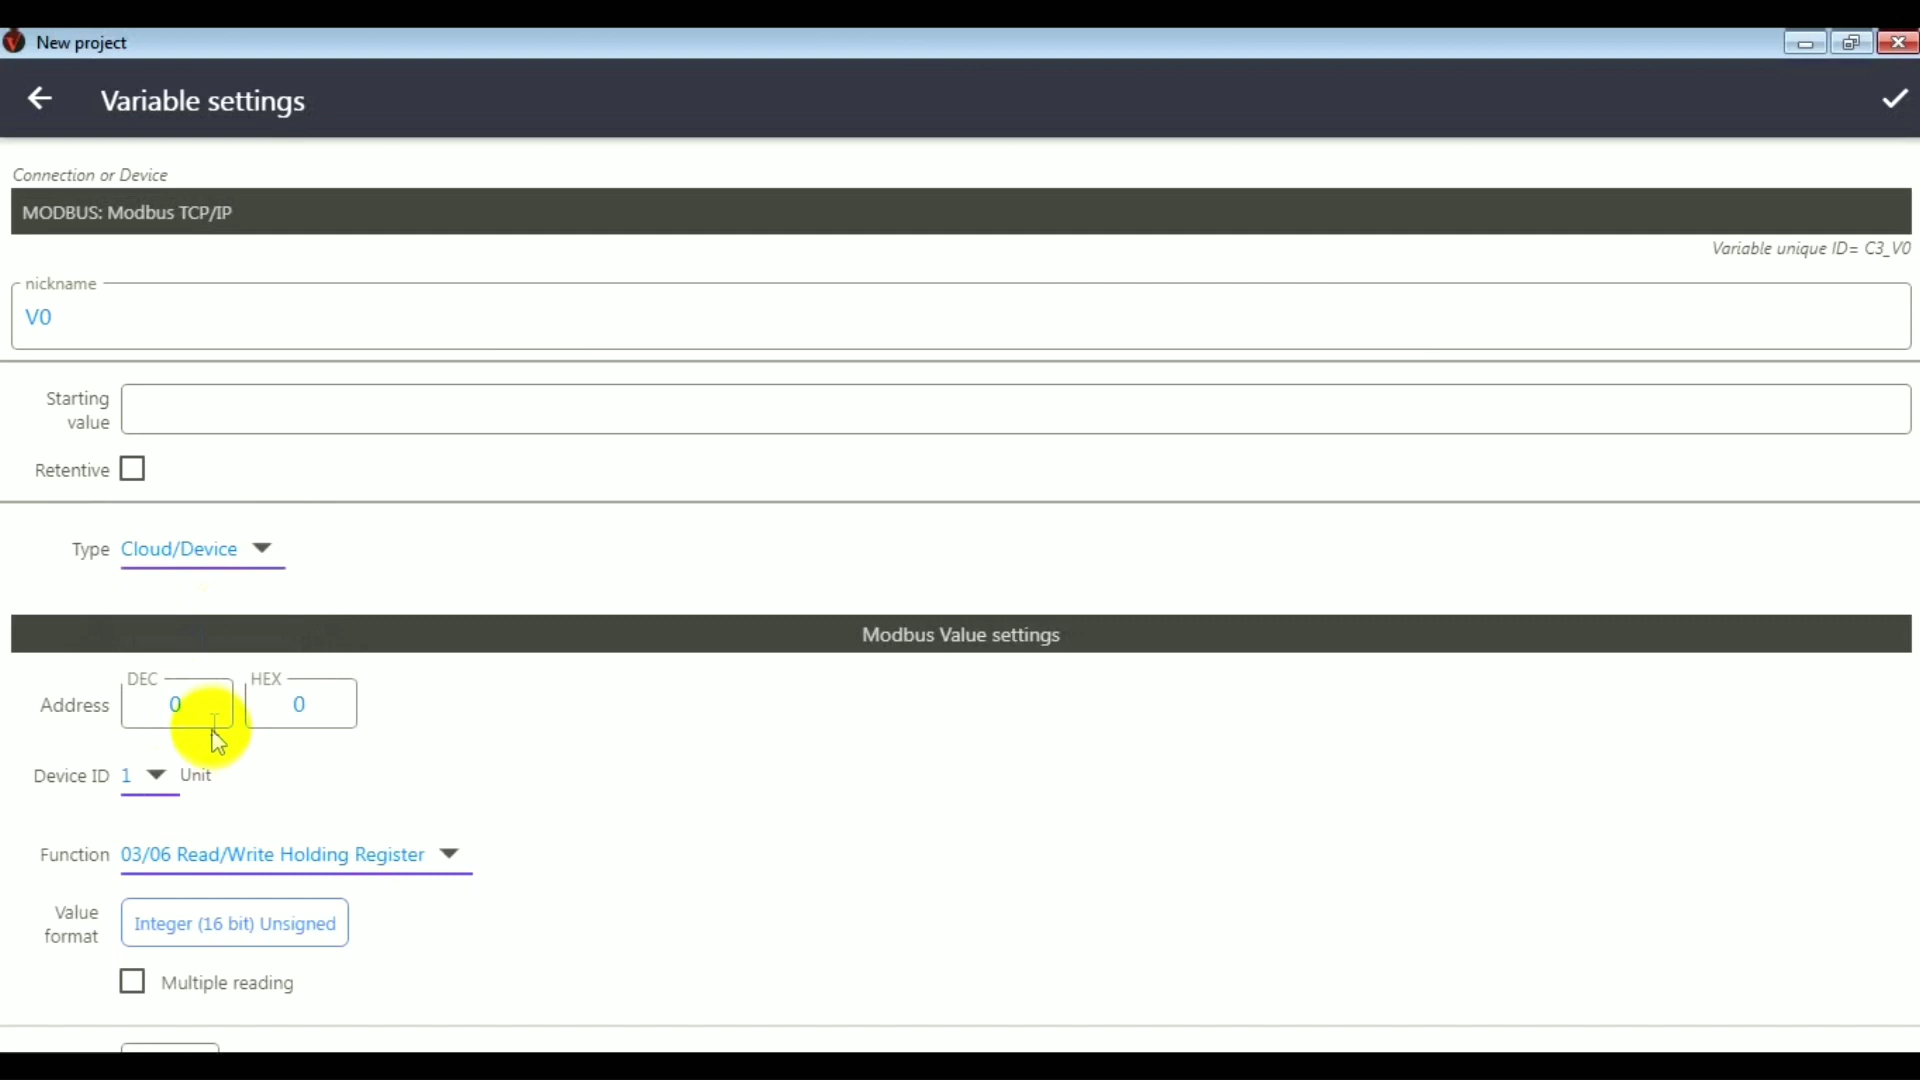 New project
Variable settings
Connection or Device
MODBUS: Modbus TCP/IP
Variable unique ID= C3_V0
nickname
V0
Starting
value
Retentive
Type Cloud/Device
Modbus Value settings
DEC HEX
Address 0 0
Device ID 1 Unit
Function 03/06 Read/Write Holding Register
Value
format
Integer (16 bit) Unsigned
Multiple reading